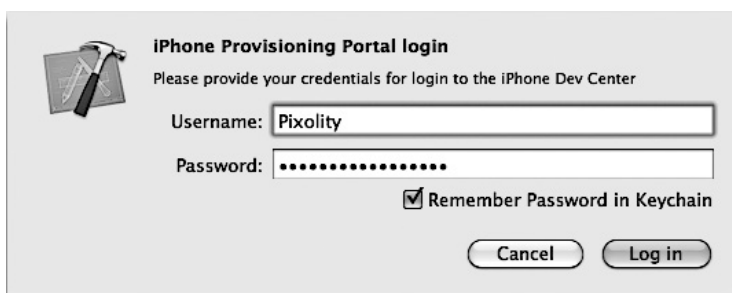 iPhone Provisioning Portal login
Please provide your credentials for login to the iPhone Dev Center
Username: Pixolity
Password: •••••••••••••••••
Remember Password in Keychain
Cancel Log in